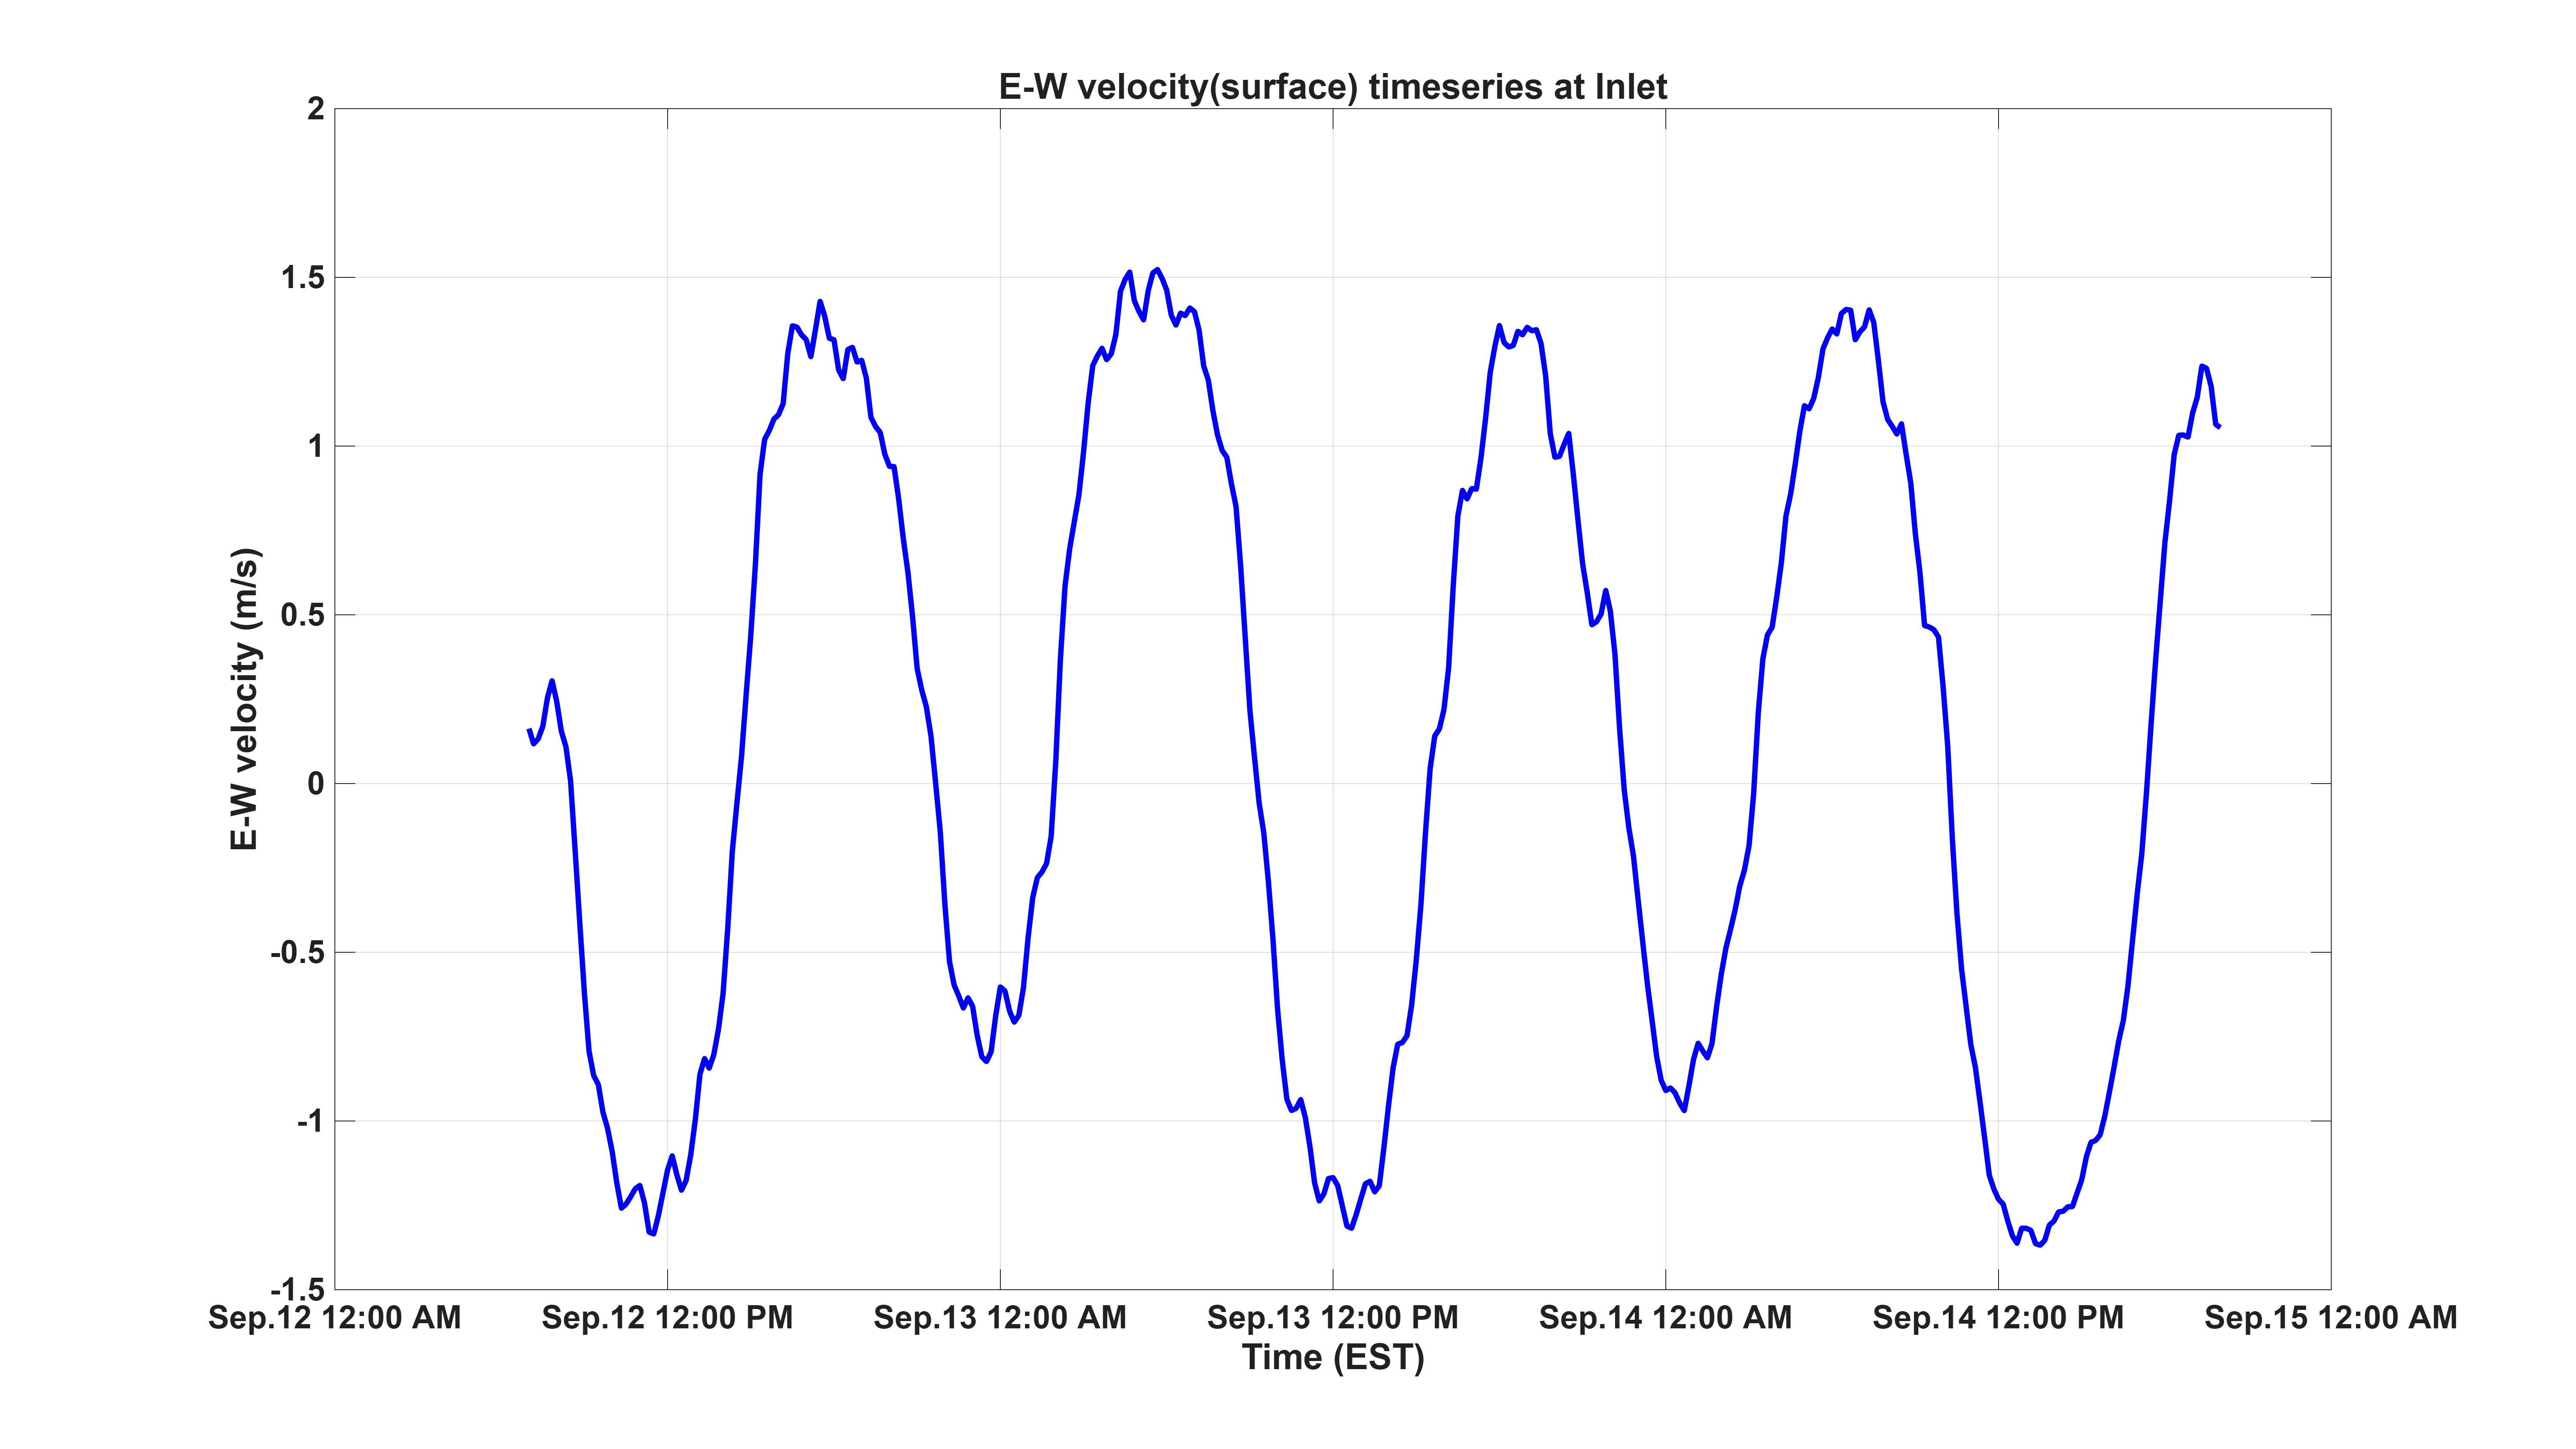 E-W velocity(surface) timeseries at Inlet
2
1.5
1
0.5
0
-0.5
-1
-1.5
E-W velocity (m/s)
Sep.12 12:00 AM
Sep.12 12:00 PM
Sep.13 12:00 AM
Sep.13 12:00 PM
Sep.14 12:00 AM
Sep.14 12:00 PM
Sep.15 12:00 AM
Time (EST)